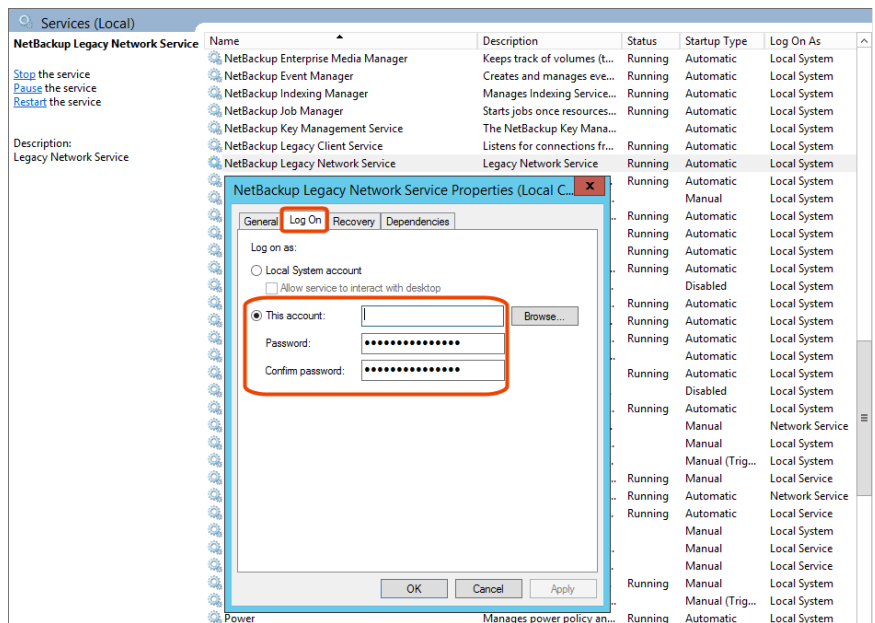 Services (Local)
NetBackup Legacy Network Service
Stop the service
Pause the service
Restart the service
Description:
Legacy Network Service
Name Description Status Startup Type Log On As
NetBackup Enterprise Media Manager Keeps track of volumes (t... Running Automatic Local System
NetBackup Event Manager Creates and manages eve... Running Automatic Local System
NetBackup Indexing Manager Manages Indexing Service... Running Automatic Local System
NetBackup Job Manager Starts jobs once resources... Running Automatic Local System
NetBackup Key Management Service The NetBackup Key Mana... Automatic Local System
NetBackup Legacy Client Service Listens for connections fr... Running Automatic Local System
NetBackup Legacy Network Service Legacy Network Service Running Automatic Local System
Running Automatic Local System
Manual Local System
Running Automatic Local System
Running Automatic Local System
Running Automatic Local System
Running Automatic Local System
Disabled Local System
Running Automatic Local System
Running Automatic Local System
Running Automatic Local System
Automatic Local System
Running Automatic Local System
Disabled Local System
Running Automatic Local System
Manual Network Service
Manual Local System
Manual (Trig... Local System
Running Manual Local Service
Running Automatic Network Service
Running Automatic Local Service
Manual Local System
Manual Local Service
Manual Local Service
Running Manual Local System
Manual (Trig... Local System
Power Manages power policy an... Running Automatic Local System
NetBackup Legacy Network Service Properties (Local C... x
General Log On Recovery Dependencies
Log on as:
Local System account
Allow service to interact with desktop
This account: Browse...
Password: •••••••••••••••
Confirm password: •••••••••••••••
OK Cancel Apply